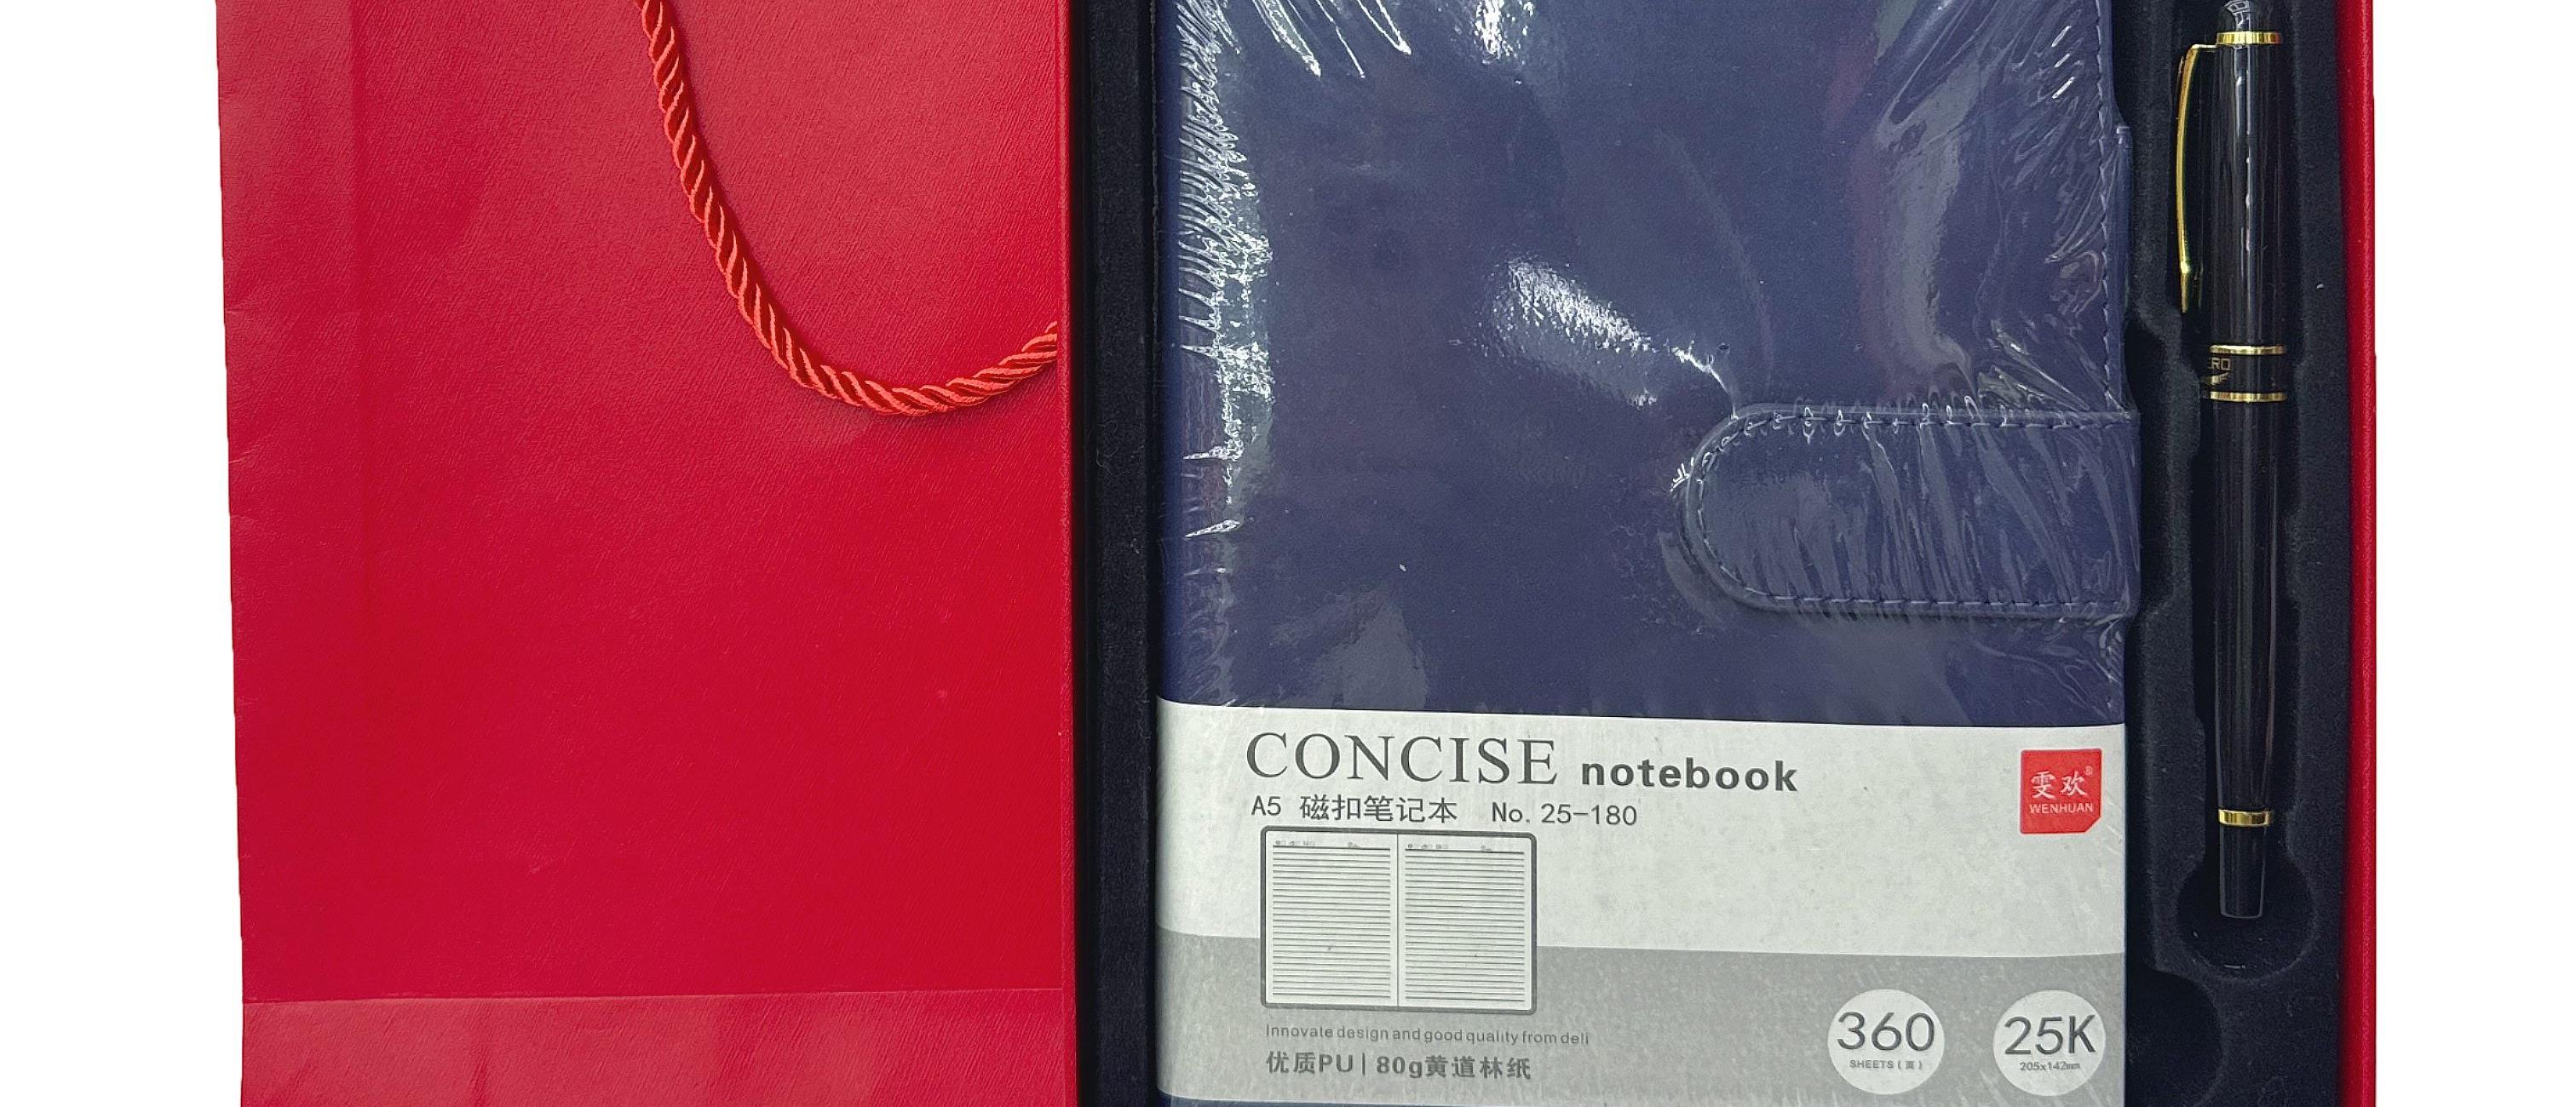 CONCISE notebook
A5 磁扣笔记本 No. 25-180
雯欢®
WENHUAN
Innovate design and good quality from deli
优质PU | 80g黄道林纸
360
SHEETS (页)
25K
205x142mm